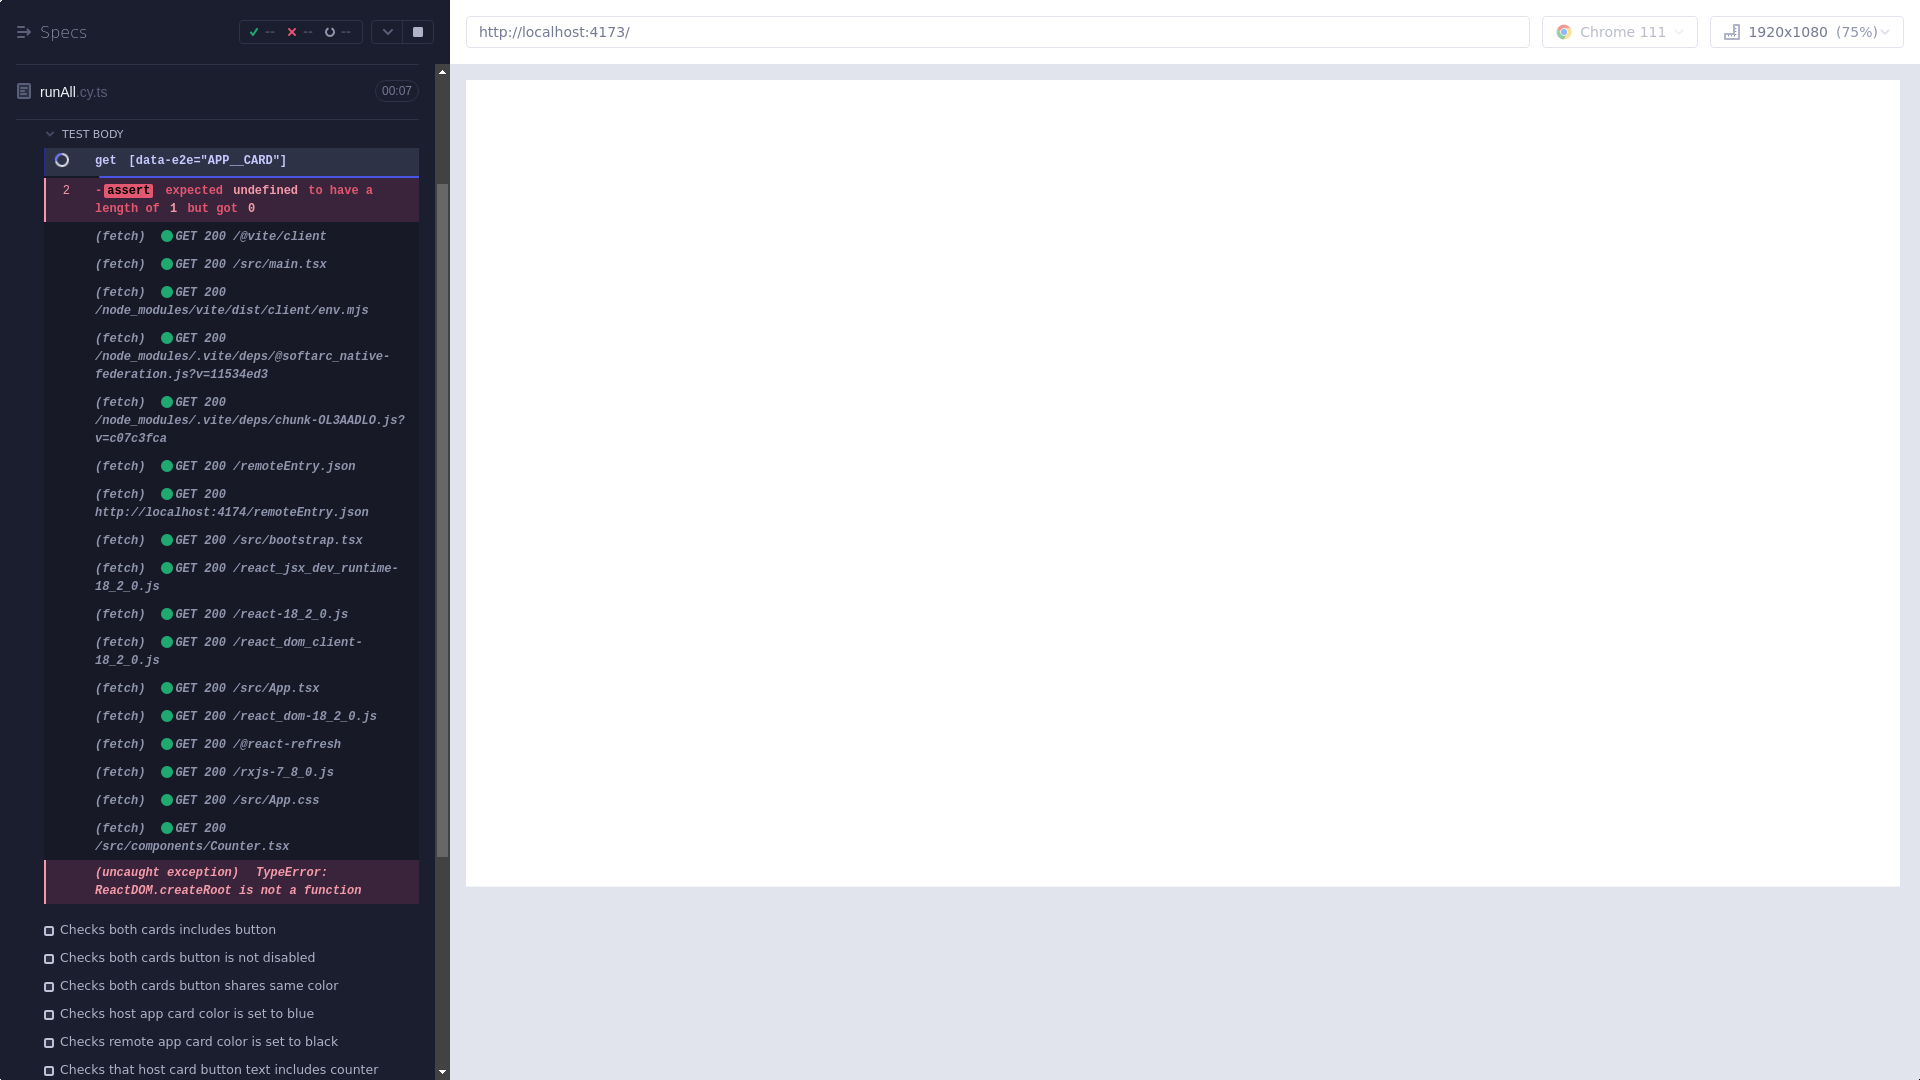 Specs
-- -- --
runAll.cy.ts
00:07
TEST BODY
get [data-e2e="APP__CARD"]
2 -assert expected undefined to have a
length of 1 but got 0
(fetch) GET 200 /@vite/client
(fetch) GET 200 /src/main.tsx
(fetch) GET 200
/node_modules/vite/dist/client/env.mjs
(fetch) GET 200
/node_modules/.vite/deps/@softarc_native-
federation.js?v=11534ed3
(fetch) GET 200
/node_modules/.vite/deps/chunk-OL3AADLO.js?
v=c07c3fca
(fetch) GET 200 /remoteEntry.json
(fetch) GET 200
http://localhost:4174/remoteEntry.json
(fetch) GET 200 /src/bootstrap.tsx
(fetch) GET 200 /react_jsx_dev_runtime-
18_2_0.js
(fetch) GET 200 /react-18_2_0.js
(fetch) GET 200 /react_dom_client-
18_2_0.js
(fetch) GET 200 /src/App.tsx
(fetch) GET 200 /react_dom-18_2_0.js
(fetch) GET 200 /@react-refresh
(fetch) GET 200 /rxjs-7_8_0.js
(fetch) GET 200 /src/App.css
(fetch) GET 200
/src/components/Counter.tsx
(uncaught exception) TypeError:
ReactDOM.createRoot is not a function
Checks both cards includes button
Checks both cards button is not disabled
Checks both cards button shares same color
Checks host app card color is set to blue
Checks remote app card color is set to black
Checks that host card button text includes counter
http://localhost:4173/
Chrome 111
1920x1080 (75%)